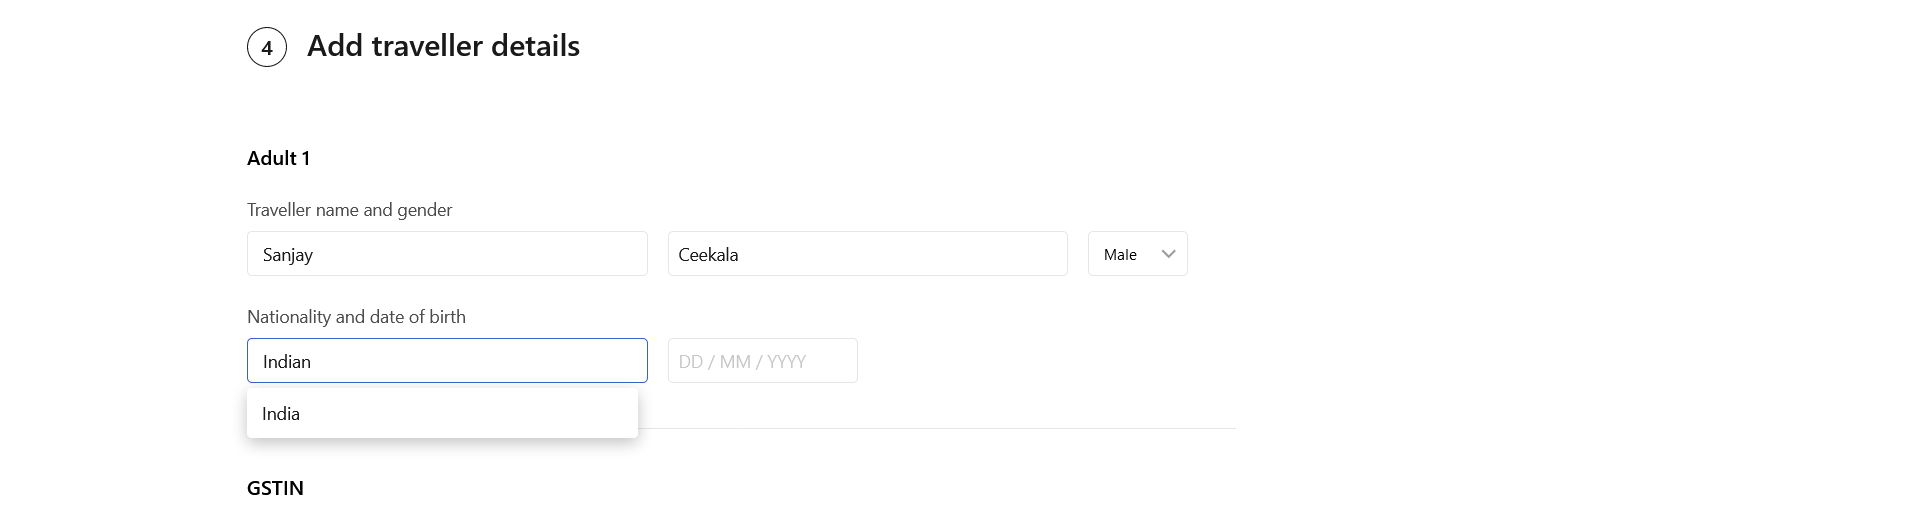 4 Add traveller details
Adult 1
Traveller name and gender
Sanjay Ceekala Male
Nationality and date of birth
Indian DD / MM / YYYY
India
GSTIN